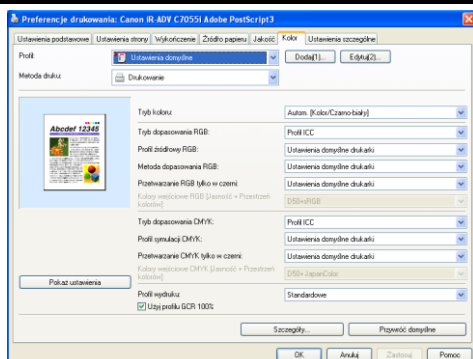 Preferencje drukowania: Canon iR-ADV C7055i Adobe PostScript3
Ustawienia podstawowe Ustawienia strony Wykończenie Źródło papieru Jakość Kolor Ustawienia szczególne
Profil: Ustawienia domyślne Dodaj(1)... Edytuj(2)...
Metoda druku: Drukowanie
Abcdef 12345
Tryb koloru: Autom. [Kolor/Czarno-biały]
Tryb dopasowania RGB: Profil ICC
Profil źródłowy RGB: Ustawienia domyślne drukarki
Metoda dopasowania RGB: Ustawienia domyślne drukarki
Przetwarzanie RGB tylko w czerni: Ustawienia domyślne drukarki
Kolory wejściowe RGB [Jasność + Przestrzeń kolorów]: D50+sRGB
Tryb dopasowania CMYK: Profil ICC
Profil symulacji CMYK: Ustawienia domyślne drukarki
Przetwarzanie CMYK tylko w czerni: Ustawienia domyślne drukarki
Kolory wejściowe CMYK [Jasność + Przestrzeń kolorów]: D50+ JapanColor
Pokaż ustawienia
Profil wydruku: Standardowe
Użyj profilu GCR 100%
Szczegóły... Przywróć domyślne
OK Anuluj Zastosuj Pomoc